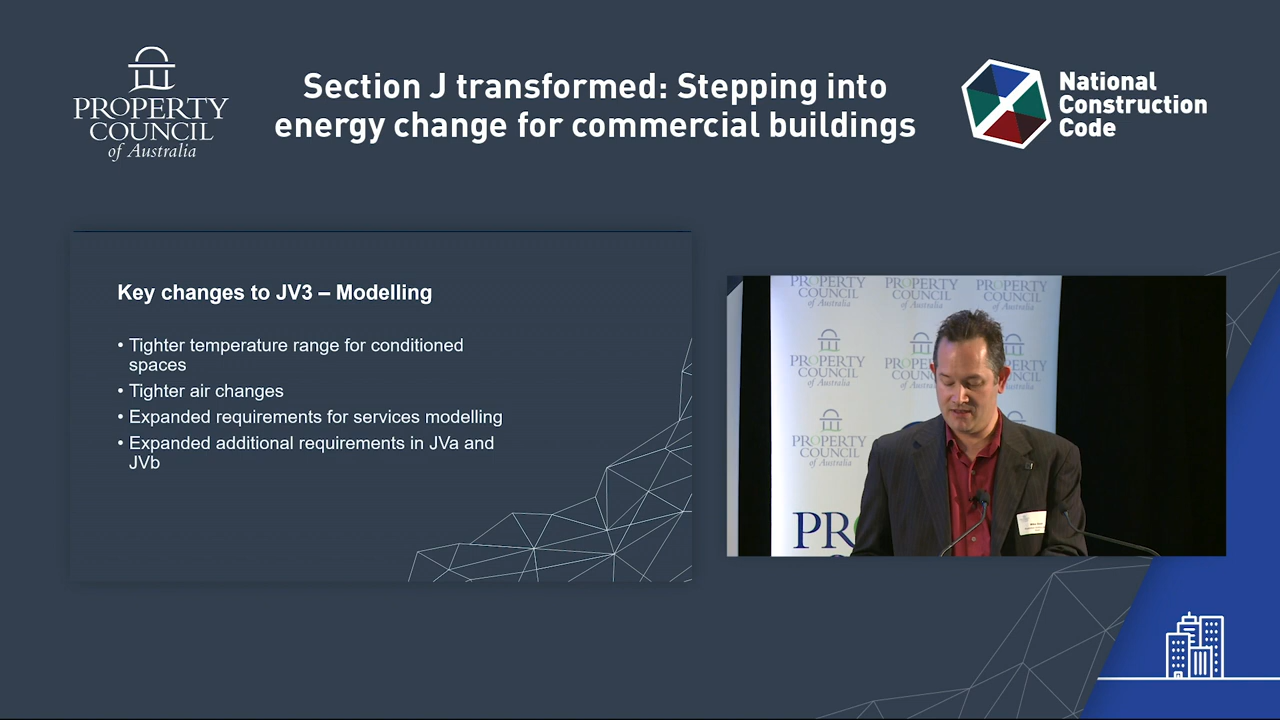 PROPERTY
COUNCIL
of Australia
Section J transformed: Stepping into
energy change for commercial buildings
National
Construction
Code
Key changes to JV3 – Modelling
• Tighter temperature range for conditioned
spaces
• Tighter air changes
• Expanded requirements for services modelling
• Expanded additional requirements in JVa and
JVb
PROPERTY
COUNCIL
of Australia
PROPERTY
COUNCIL
of Australia
PROPERTY
COUNCIL
of Australia
PROPERTY
COUNCIL
of Australia
PROPERTY
COUNCIL
of Australia
PR